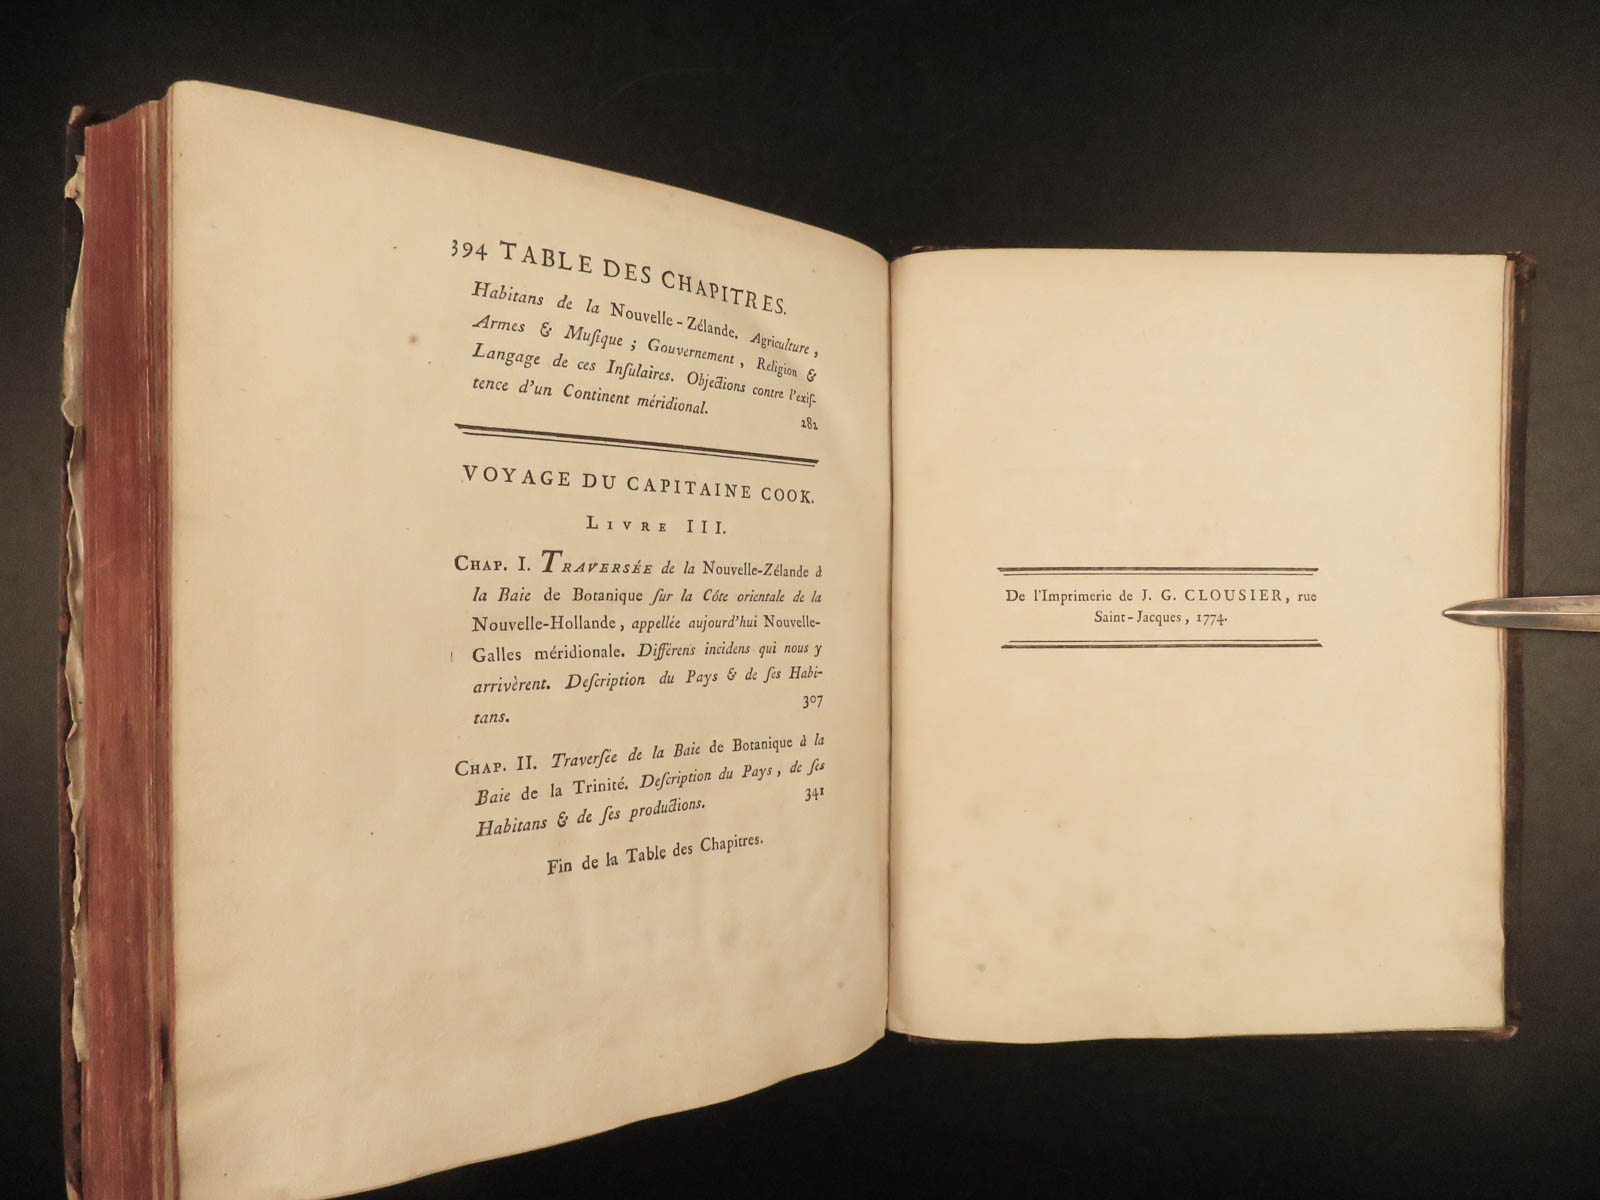 394 TABLE DES CHAPITRES.
Habitans de la Nouvelle-Zélande. Agriculture,
Armes & Muſique ; Gouvernement, Religion &
Langage de ces Inſulaires. Objections contre l'exiſ-
tence d'un Continent méridional. 282
VOYAGE DU CAPITAINE COOK.
LIVRE III.
CHAP. I. TRAVERSÉE de la Nouvelle-Zélande à
la Baie de Botanique ſur la Côte orientale de la
Nouvelle-Hollande, appellée aujourd'hui Nouvelle-
Galles méridionale. Différens incidens qui nous y
arrivèrent. Deſcription du Pays & de ſes Habi-
tans. 307
CHAP. II. Traverſée de la Baie de Botanique à la
Baie de la Trinité. Deſcription du Pays, de ſes
Habitans & de ſes productions. 341
Fin de la Table des Chapitres.
De l'Imprimerie de J. G. CLOUSIER, rue
Saint-Jacques, 1774.